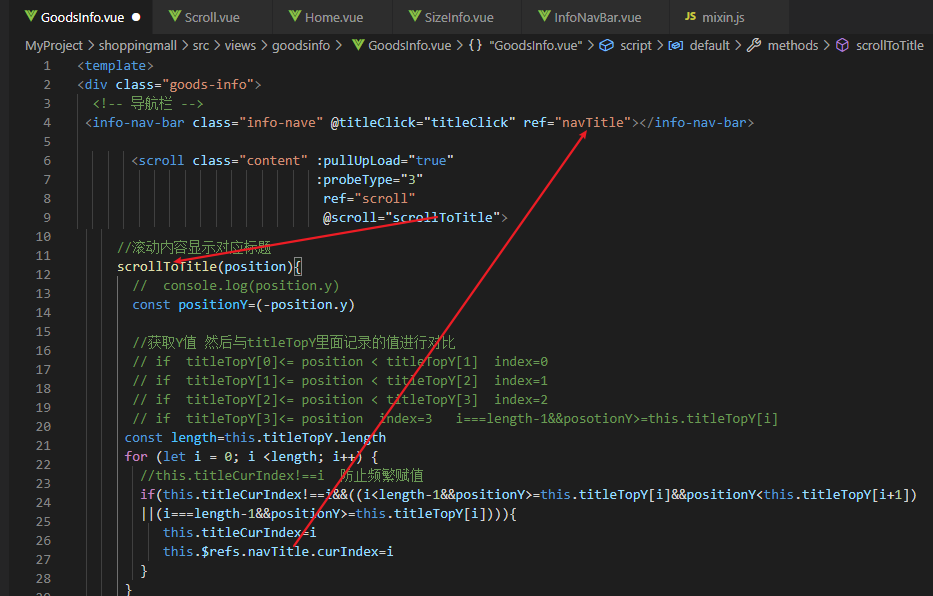 GoodsInfo.vue Scroll.vue Home.vue SizeInfo.vue InfoNavBar.vue JS mixin.js
MyProject > shoppingmall > src > views > goodsinfo > GoodsInfo.vue > {} "GoodsInfo.vue" > script > default > methods > scrollToTitle
1 <template>
2 <div class="goods-info">
3 <!-- 导航栏 -->
4 <info-nav-bar class="info-nave" @titleClick="titleClick" ref="navTitle"></info-nav-bar>
5
6 <scroll class="content" :pullUpLoad="true"
7 :probeType="3"
8 ref="scroll"
9 @scroll="scrollToTitle">
10
11 //滚动内容显示对应标题
12 scrollToTitle(position){
13 // console.log(position.y)
14 const positionY=(-position.y)
15
16 //获取Y值 然后与titleTopY里面记录的值进行对比
17 // if titleTopY[0]<= position < titleTopY[1] index=0
18 // if titleTopY[1]<= position < titleTopY[2] index=1
19 // if titleTopY[2]<= position < titleTopY[3] index=2
20 // if titleTopY[3]<= position index=3 i===length-1&&posotionY>=this.titleTopY[i]
21 const length=this.titleTopY.length
22 for (let i = 0; i <length; i++) {
23 //this.titleCurIndex!==i 防止频繁赋值
24 if(this.titleCurIndex!==i&&((i<length-1&&positionY>=this.titleTopY[i]&&positionY<this.titleTopY[i+1])
25 ||(i===length-1&&positionY>=this.titleTopY[i]))){
26 this.titleCurIndex=i
27 this.$refs.navTitle.curIndex=i
28 }
29 }